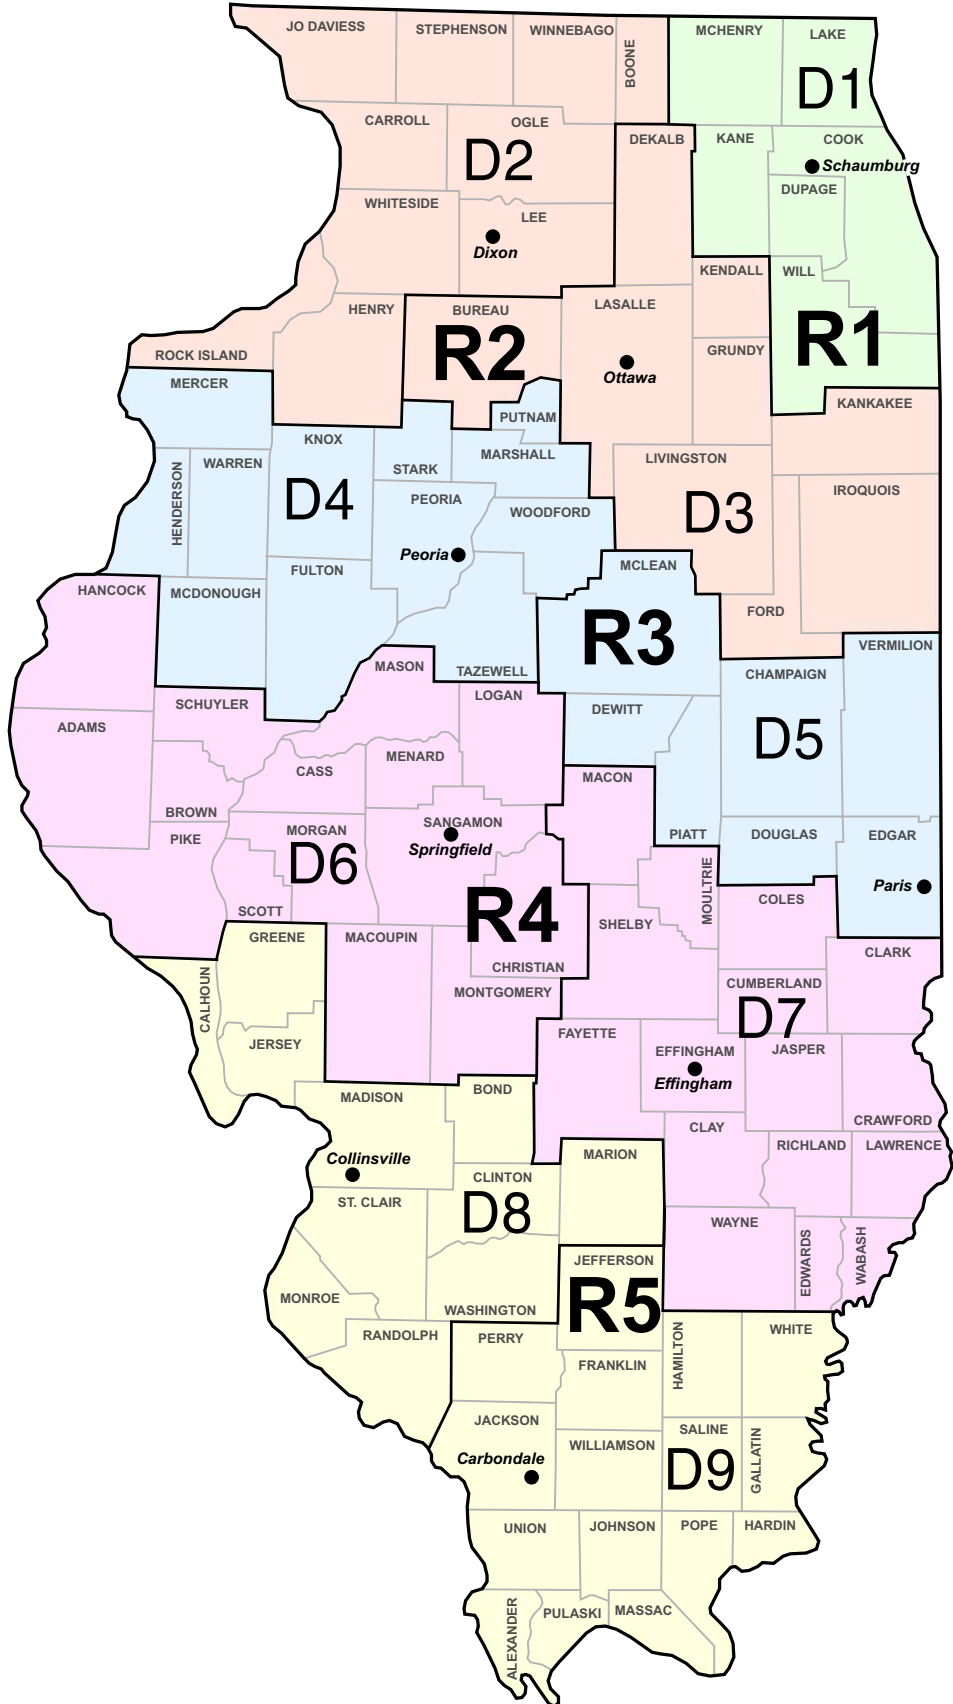 JO DAVIESS
STEPHENSON
WINNEBAGO
BOONE
MCHENRY
LAKE
D1
CARROLL
OGLE
D2
DEKALB
KANE
COOK
Schaumburg
DUPAGE
WHITESIDE
LEE
Dixon
KENDALL
WILL
HENRY
BUREAU
LASALLE
R2
R1
ROCK ISLAND
GRUNDY
Ottawa
MERCER
KANKAKEE
PUTNAM
KNOX
MARSHALL
LIVINGSTON
HENDERSON
WARREN
STARK
D4
PEORIA
D3
IROQUOIS
WOODFORD
Peoria
MCLEAN
FULTON
HANCOCK
MCDONOUGH
FORD
R3
VERMILION
MASON
TAZEWELL
CHAMPAIGN
SCHUYLER
LOGAN
DEWITT
ADAMS
D5
MENARD
CASS
MACON
BROWN
SANGAMON
MORGAN
PIKE
PIATT
DOUGLAS
EDGAR
Springfield
D6
MOULTRIE
Paris
COLES
SCOTT
R4
SHELBY
GREENE
MACOUPIN
CLARK
CHRISTIAN
CALHOUN
MONTGOMERY
CUMBERLAND
D7
FAYETTE
JERSEY
EFFINGHAM
JASPER
Effingham
MADISON
BOND
CRAWFORD
CLAY
RICHLAND
LAWRENCE
MARION
Collinsville
CLINTON
ST. CLAIR
D8
WAYNE
EDWARDS
WABASH
JEFFERSON
MONROE
R5
WASHINGTON
RANDOLPH
PERRY
HAMILTON
WHITE
FRANKLIN
JACKSON
SALINE
GALLATIN
WILLIAMSON
Carbondale
D9
UNION
JOHNSON
POPE
HARDIN
ALEXANDER
PULASKI
MASSAC